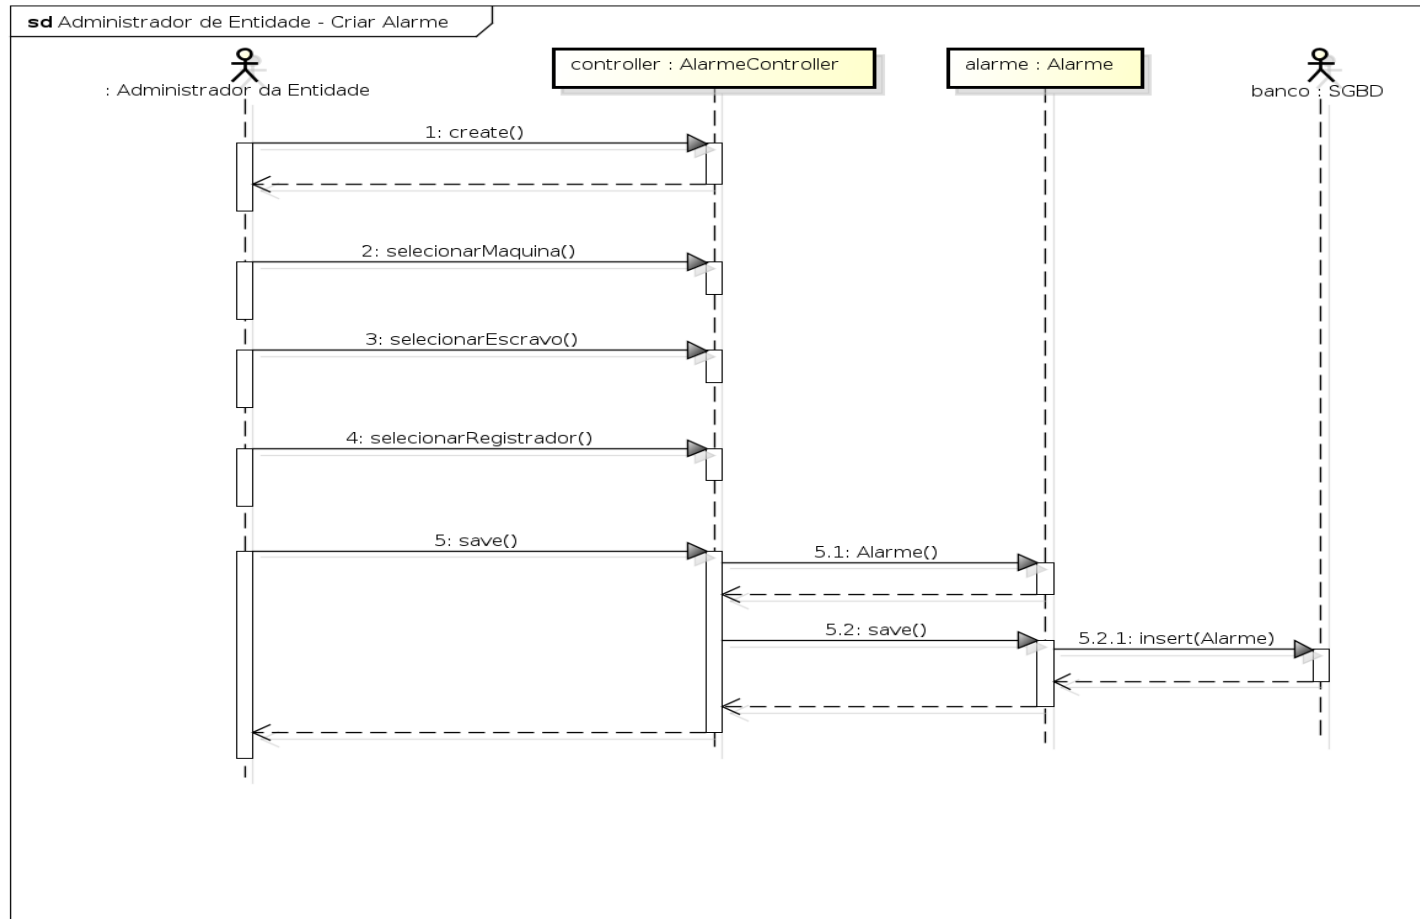 sd Administrador de Entidade - Criar Alarme
controller : AlarmeController
alarme : Alarme
: Administrador da Entidade
banco : SGBD
1: create()
2: selecionarMaquina()
3: selecionarEscravo()
4: selecionarRegistrador()
5: save()
5.1: Alarme()
5.2: save()
5.2.1: insert(Alarme)